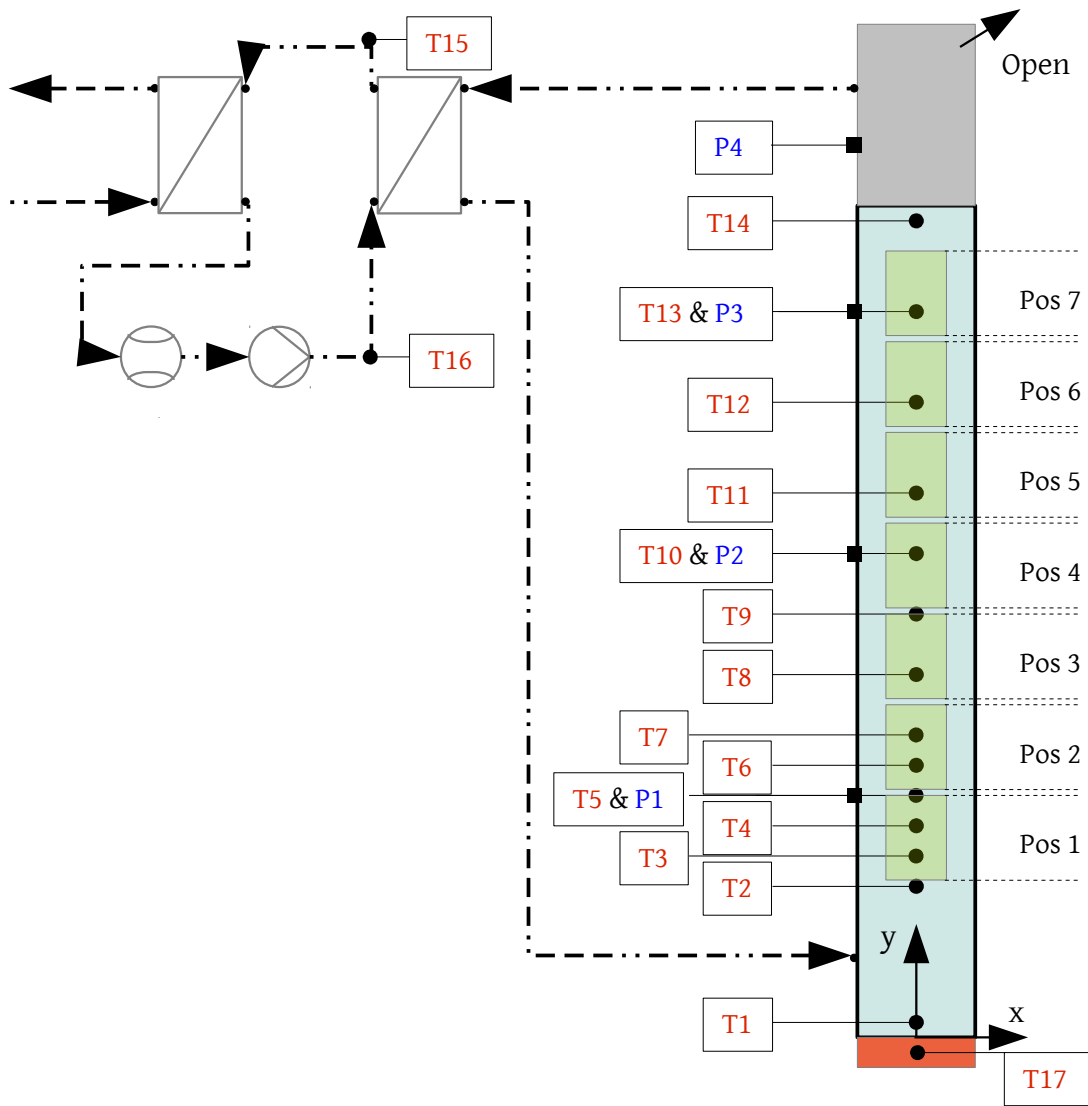 T15
Open
P4
T14
Pos 7
T13 & P3
T16
Pos 6
T12
Pos 5
T11
T10 & P2
Pos 4
T9
Pos 3
T8
T7
Pos 2
T6
T5 & P1
T4
Pos 1
T3
T2
y
x
T1
T17